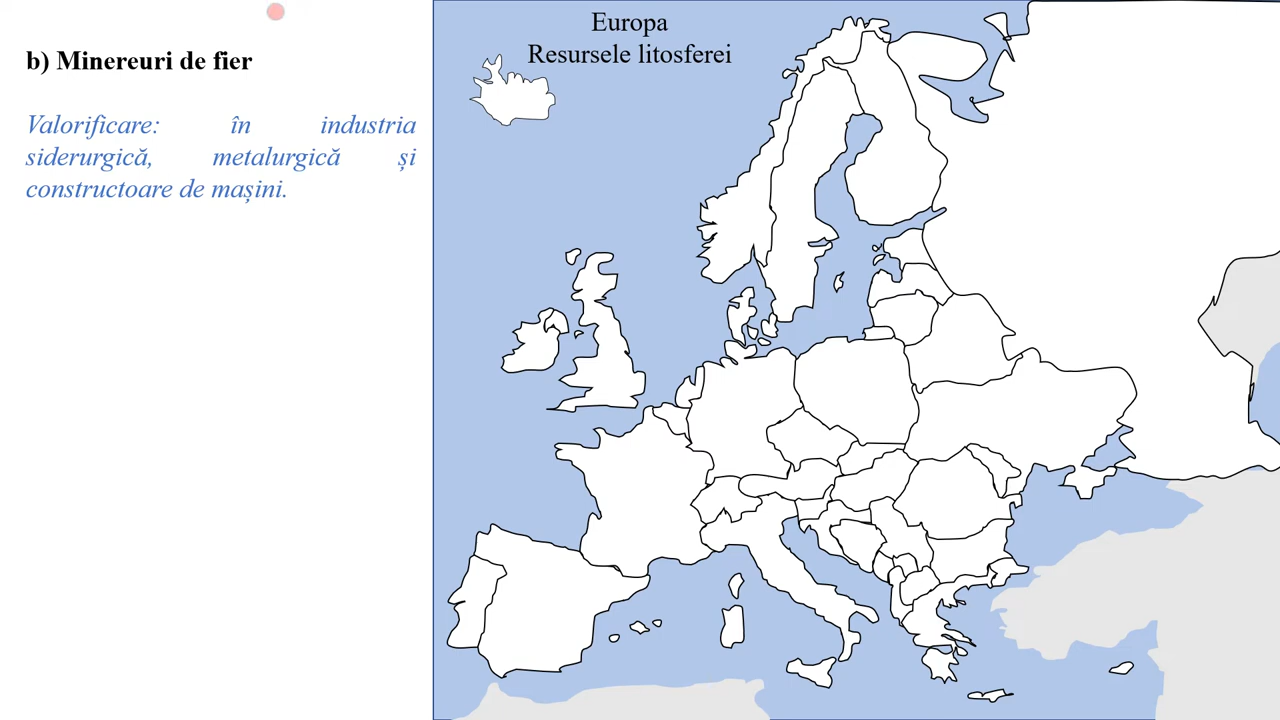 b) Minereuri de fier
Valorificare: în industria
siderurgică, metalurgică și
constructoare de mașini.
Europa
Resursele litosferei